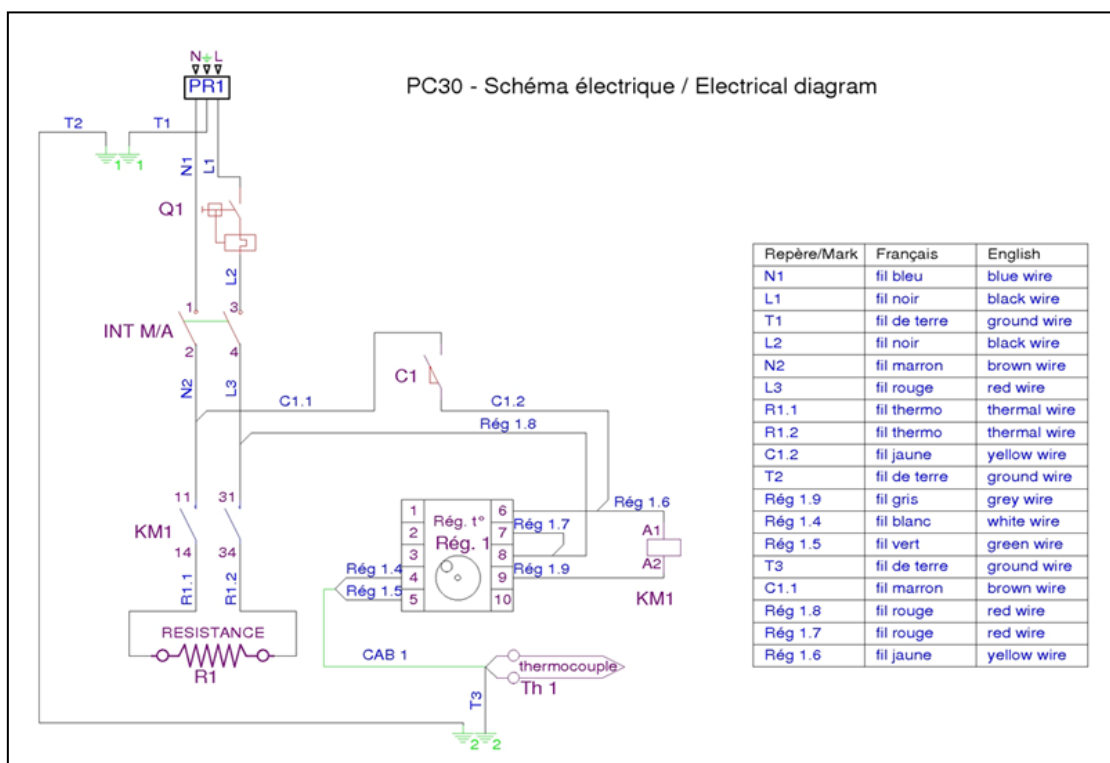 N L
PR1
PC30 - Schéma électrique / Electrical diagram
T2
T1
1 1
N1
L1
Q1
L2
1
3
INT M/A
2
4
N2
L3
C1
C1.1
C1.2
Rég 1.8
11
31
KM1
14
34
R1.1
R1.2
RESISTANCE
R1
1
2
3
4
5
Rég. t°
Rég. 1
6
7
8
9
10
Rég 1.6
Rég 1.7
Rég 1.9
Rég 1.4
Rég 1.5
A1
A2
KM1
CAB 1
thermocouple
Th 1
T3
2 2
Repère/Mark Français English
N1 fil bleu blue wire
L1 fil noir black wire
T1 fil de terre ground wire
L2 fil noir black wire
N2 fil marron brown wire
L3 fil rouge red wire
R1.1 fil thermo thermal wire
R1.2 fil thermo thermal wire
C1.2 fil jaune yellow wire
T2 fil de terre ground wire
Rég 1.9 fil gris grey wire
Rég 1.4 fil blanc white wire
Rég 1.5 fil vert green wire
T3 fil de terre ground wire
C1.1 fil marron brown wire
Rég 1.8 fil rouge red wire
Rég 1.7 fil rouge red wire
Rég 1.6 fil jaune yellow wire